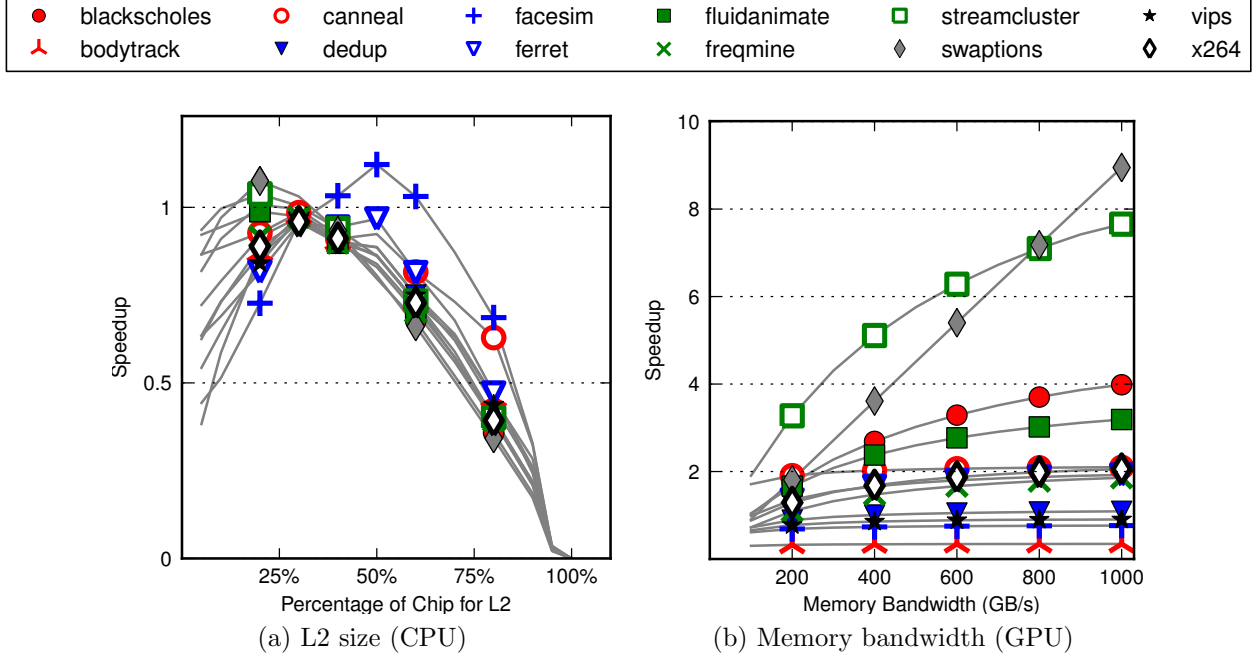 blackscholes canneal facesim fluidanimate streamcluster vips
bodytrack dedup ferret freqmine swaptions x264
1
0.5
0
25% 50% 75% 100%
Speedup
Percentage of Chip for L2
(a) L2 size (CPU)
10
8
6
4
2
200 400 600 800 1000
Speedup
Memory Bandwidth (GB/s)
(b) Memory bandwidth (GPU)